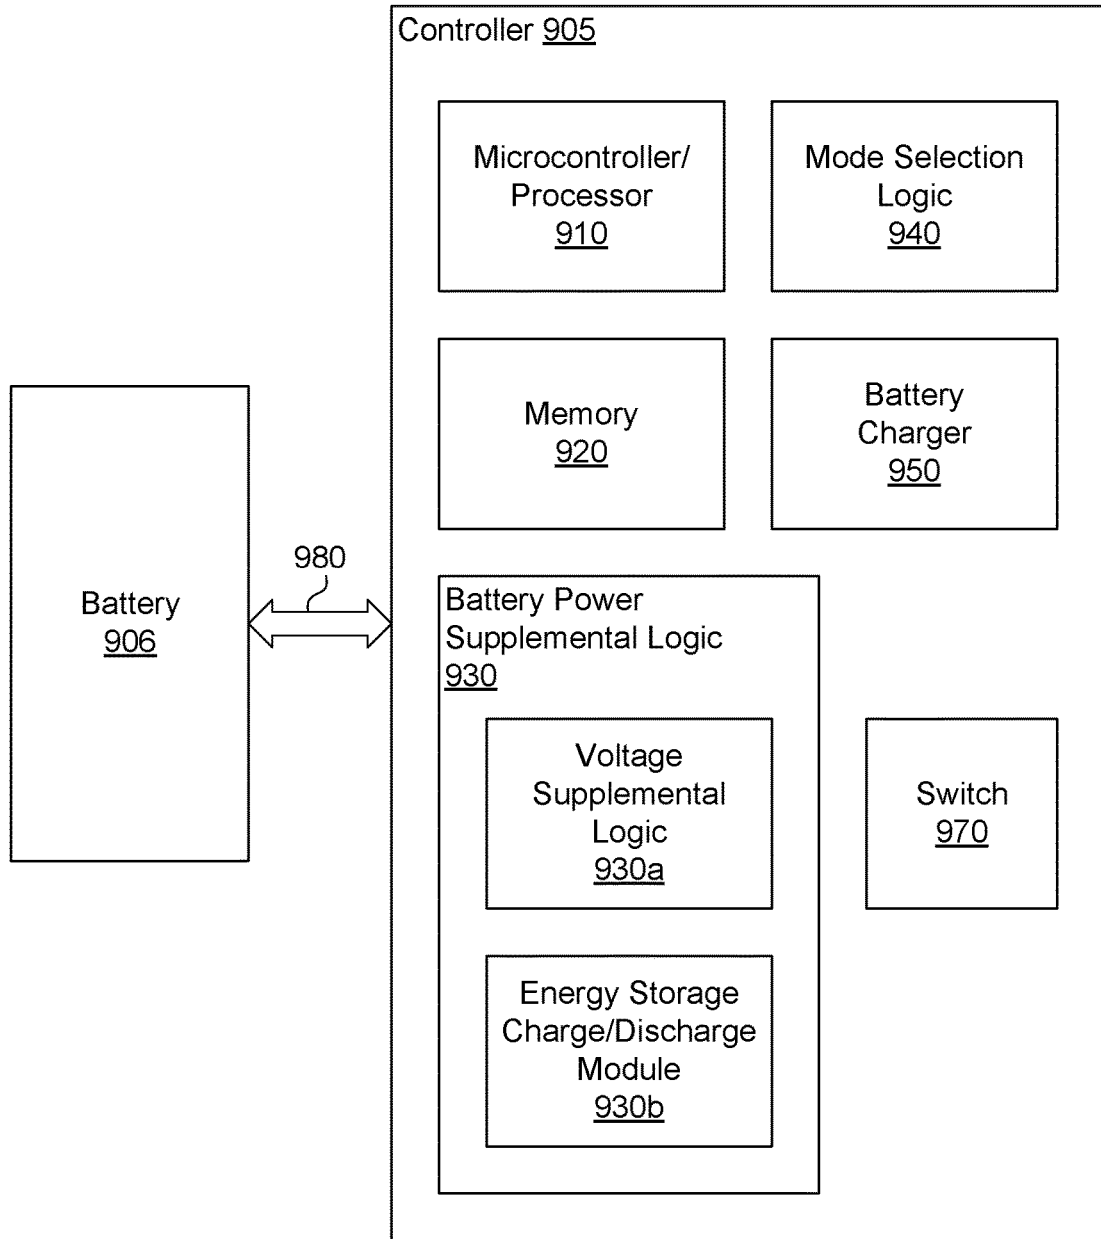 Controller 905
Microcontroller/
Processor
910
Mode Selection
Logic
940
Memory
920
Battery
Charger
950
Battery
906
980
Battery Power
Supplemental Logic
930
Voltage
Supplemental
Logic
930a
Switch
970
Energy Storage
Charge/Discharge
Module
930b